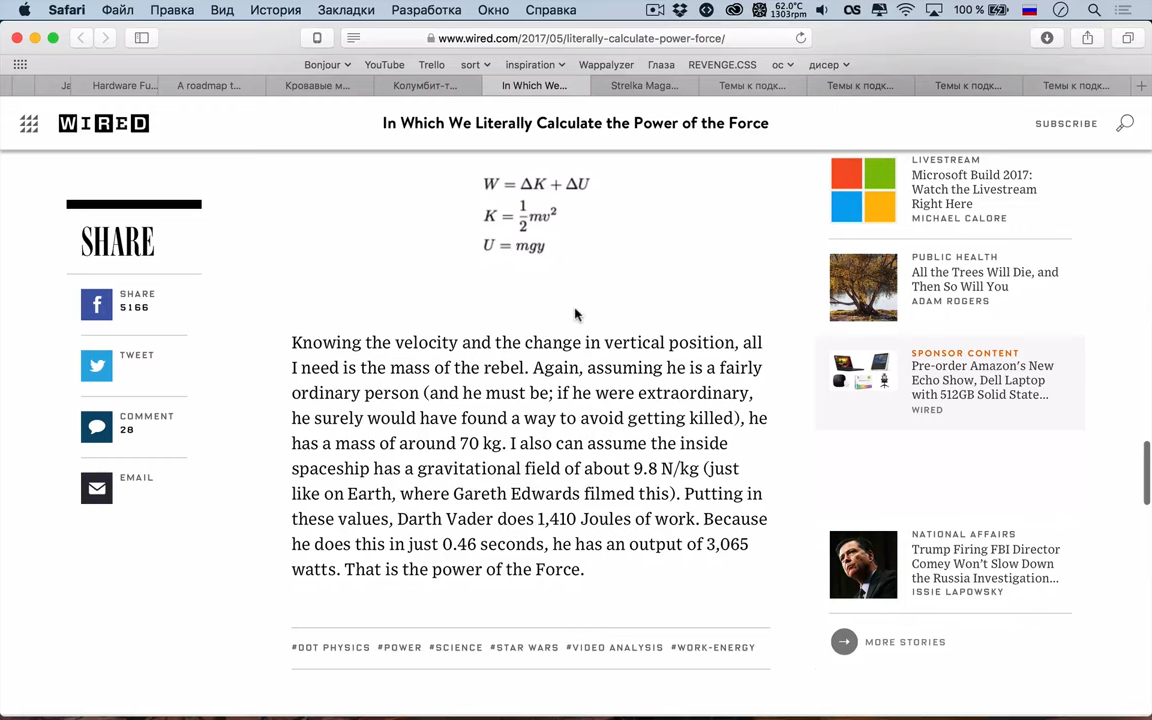 Safari Файл Правка Вид История Закладки Разработка Окно Справка 62.0°C 1303rpm 100 %
www.wired.com/2017/05/literally-calculate-power-force/
Bonjour YouTube Trello sort inspiration Wappalyzer Глаза REVENGE.CSS ос дисер
Ja Hardware Fu... A roadmap t... Кровавые м... Колумбит-т... In Which We... Strelka Maga... Темы к подк... Темы к подк... Темы к подк... Темы к подк...
WIRED In Which We Literally Calculate the Power of the Force SUBSCRIBE
W = ΔK + ΔU
K = 1/2 mv²
U = mgy
SHARE
SHARE
5166
TWEET
COMMENT
28
EMAIL
Knowing the velocity and the change in vertical position, all
I need is the mass of the rebel. Again, assuming he is a fairly
ordinary person (and he must be; if he were extraordinary,
he surely would have found a way to avoid getting killed), he
has a mass of around 70 kg. I also can assume the inside
spaceship has a gravitational field of about 9.8 N/kg (just
like on Earth, where Gareth Edwards filmed this). Putting in
these values, Darth Vader does 1,410 Joules of work. Because
he does this in just 0.46 seconds, he has an output of 3,065
watts. That is the power of the Force.
#DOT PHYSICS #POWER #SCIENCE #STAR WARS #VIDEO ANALYSIS #WORK-ENERGY
LIVESTREAM
Microsoft Build 2017:
Watch the Livestream
Right Here
MICHAEL CALORE
PUBLIC HEALTH
All the Trees Will Die, and
Then So Will You
ADAM ROGERS
SPONSOR CONTENT
Pre-order Amazon's New
Echo Show, Dell Laptop
with 512GB Solid State...
WIRED
NATIONAL AFFAIRS
Trump Firing FBI Director
Comey Won't Slow Down
the Russia Investigation...
ISSIE LAPOWSKY
MORE STORIES